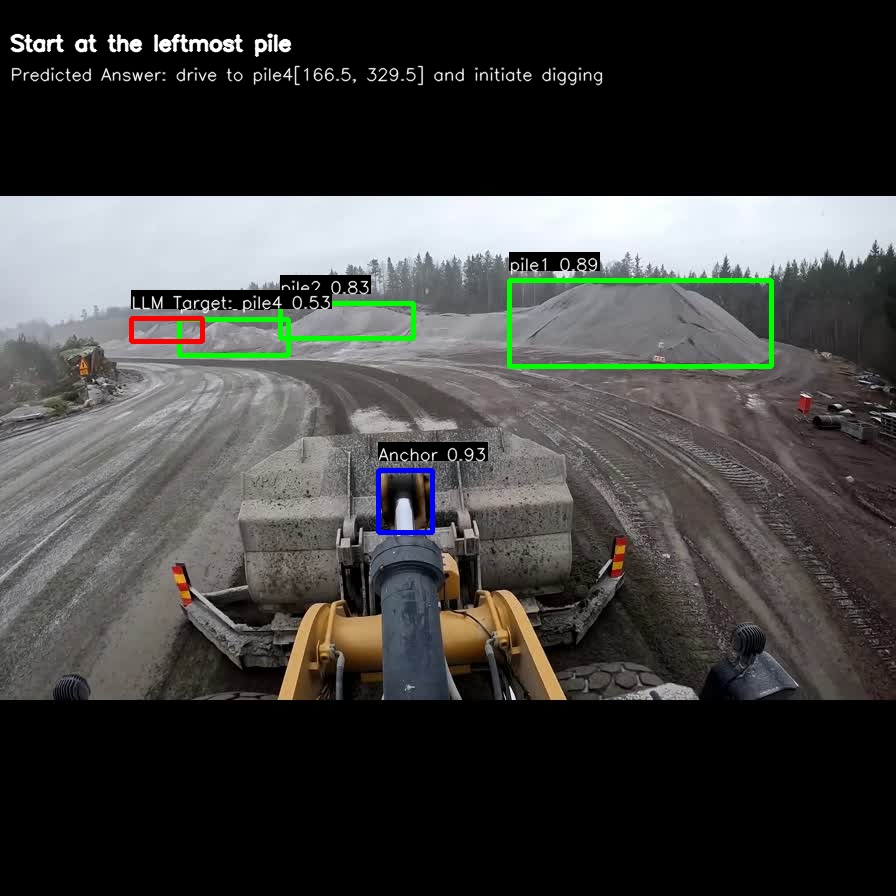 Start at the leftmost pile
Predicted Answer: drive to pile4[166.5, 329.5] and initiate digging
pile1 0.89
pile2 0.83
LLM Target: pile4 0.53
Anchor 0.93